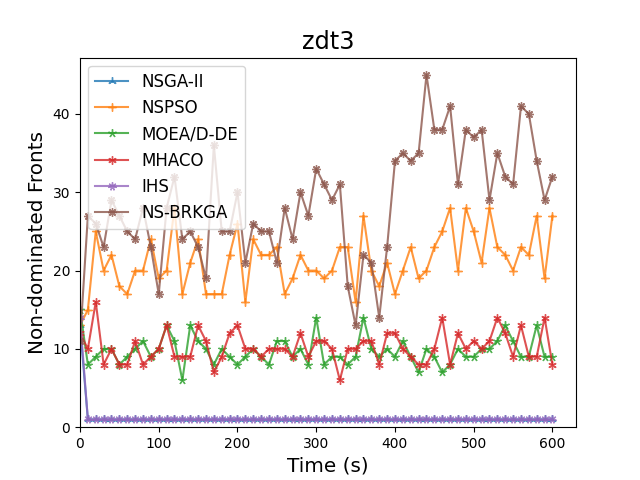 zdt3
NSGA-II
NSPSO
MOEA/D-DE
MHACO
IHS
NS-BRKGA
Non-dominated Fronts
40
30
20
10
0
0 100 200 300 400 500 600
Time (s)